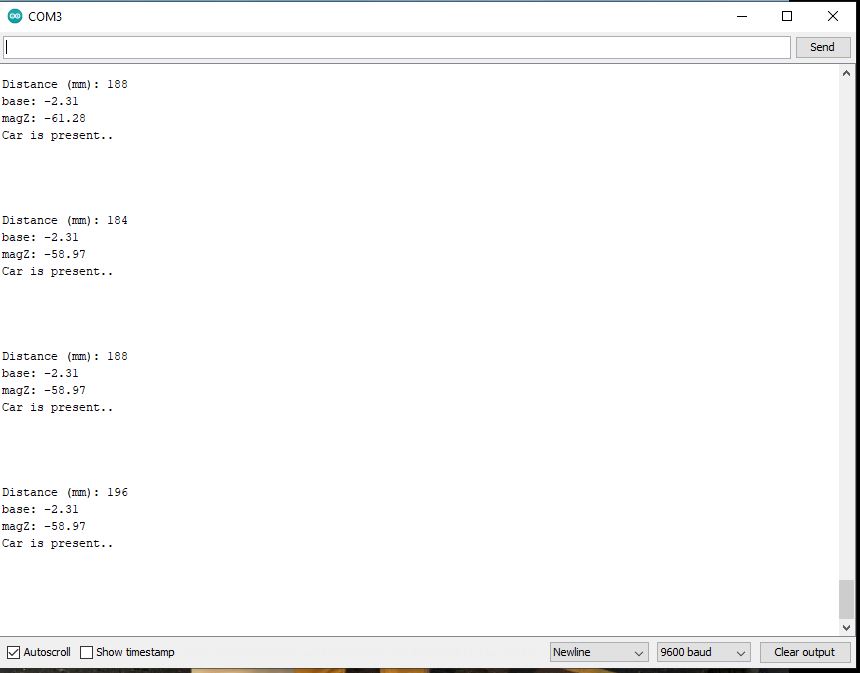 COM3
Send
Distance (mm): 188
base: -2.31
magZ: -61.28
Car is present..
Distance (mm): 184
base: -2.31
magZ: -58.97
Car is present..
Distance (mm): 188
base: -2.31
magZ: -58.97
Car is present..
Distance (mm): 196
base: -2.31
magZ: -58.97
Car is present..
Autoscroll Show timestamp Newline 9600 baud Clear output